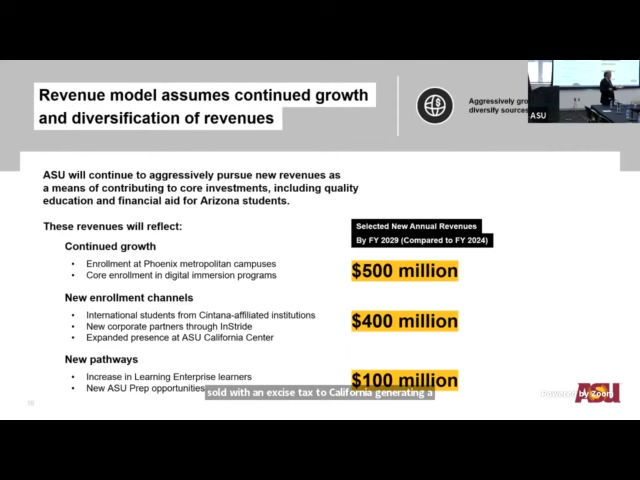 Revenue model assumes continued growth
and diversification of revenues
$
Aggressively
diversify sources
ASU
ASU will continue to aggressively pursue new revenues as
a means of contributing to core investments, including quality
education and financial aid for Arizona students.
These revenues will reflect:
Selected New Annual Revenues
By FY 2029 (Compared to FY 2024)
Continued growth
• Enrollment at Phoenix metropolitan campuses
• Core enrollment in digital immersion programs
$500 million
New enrollment channels
• International students from Cintana-affiliated institutions
• New corporate partners through InStride
• Expanded presence at ASU California Center
$400 million
New pathways
• Increase in Learning Enterprise learners
• New ASU Prep opportunities
$100 million
sold with an excise tax to California generating a
Powered by Zoom
ASU